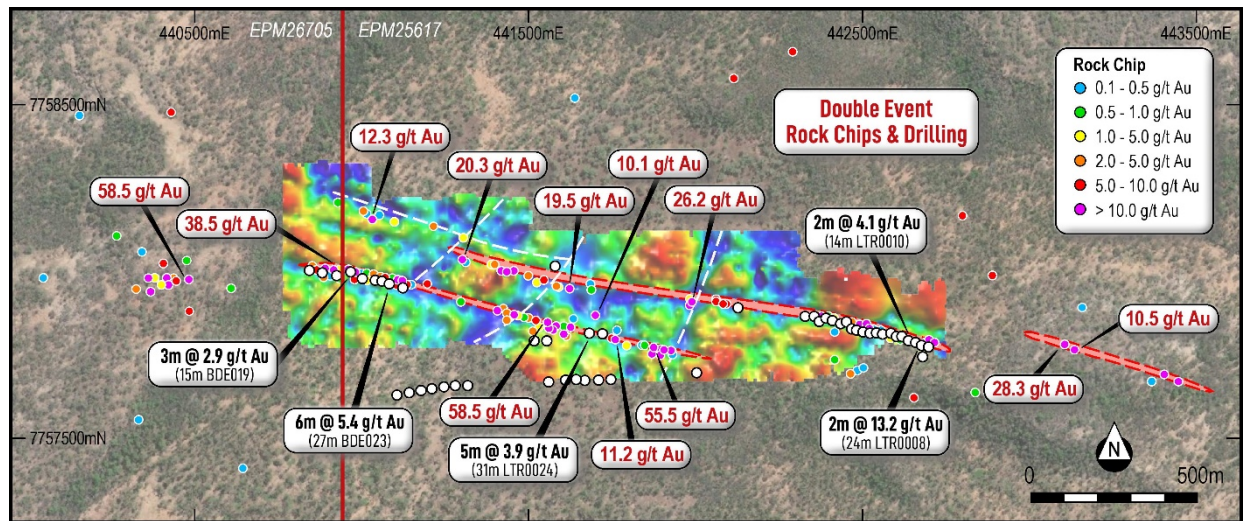 440500mE
EPM26705
EPM25617
441500mE
442500mE
443500mE
7758500mN
7757500mN
Rock Chip
0.1 - 0.5 g/t Au
0.5 - 1.0 g/t Au
1.0 - 5.0 g/t Au
2.0 - 5.0 g/t Au
5.0 - 10.0 g/t Au
> 10.0 g/t Au
Double Event
Rock Chips & Drilling
12.3 g/t Au
20.3 g/t Au
10.1 g/t Au
58.5 g/t Au
38.5 g/t Au
19.5 g/t Au
26.2 g/t Au
2m @ 4.1 g/t Au
(14m LTR0010)
3m @ 2.9 g/t Au
(15m BDE019)
6m @ 5.4 g/t Au
(27m BDE023)
58.5 g/t Au
5m @ 3.9 g/t Au
(31m LTR0024)
11.2 g/t Au
55.5 g/t Au
2m @ 13.2 g/t Au
(24m LTR0008)
28.3 g/t Au
10.5 g/t Au
N
0
500m